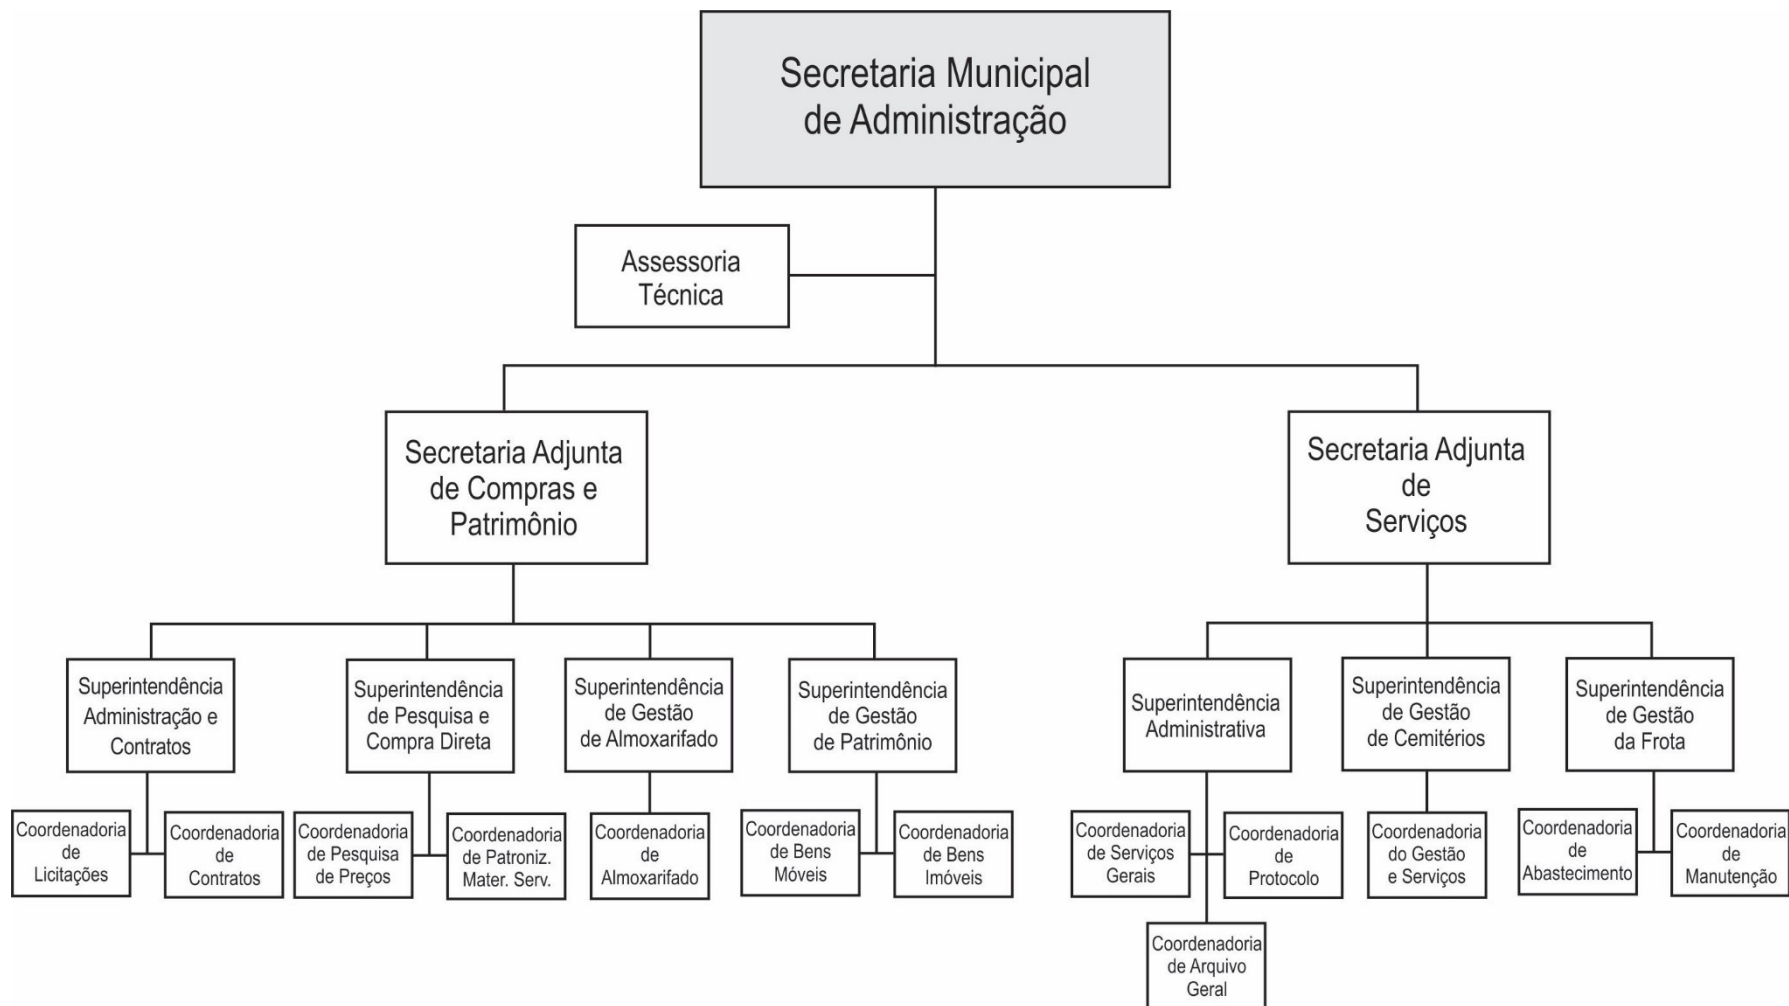 Secretaria Municipal
de Administração
Assessoria
Técnica
Secretaria Adjunta
de Compras e
Patrimônio
Secretaria Adjunta
de
Serviços
Superintendência
Administração e
Contratos
Superintendência
de Pesquisa e
Compra Direta
Superintendência
de Gestão
de Almoxarifado
Superintendência
de Gestão
de Patrimônio
Superintendência
Administrativa
Superintendência
de Gestão
de Cemitérios
Superintendência
de Gestão
da Frota
Coordenadoria
de
Licitações
Coordenadoria
de
Contratos
Coordenadoria
de Pesquisa
de Preços
Coordenadoria
de Patroniz.
Mater. Serv.
Coordenadoria
de
Almoxarifado
Coordenadoria
de Bens
Móveis
Coordenadoria
de Bens
Imóveis
Coordenadoria
de Serviços
Gerais
Coordenadoria
de
Protocolo
Coordenadoria
do Gestão
e Serviços
Coordenadoria
de
Abastecimento
Coordenadoria
de
Manutenção
Coordenadoria
de Arquivo
Geral